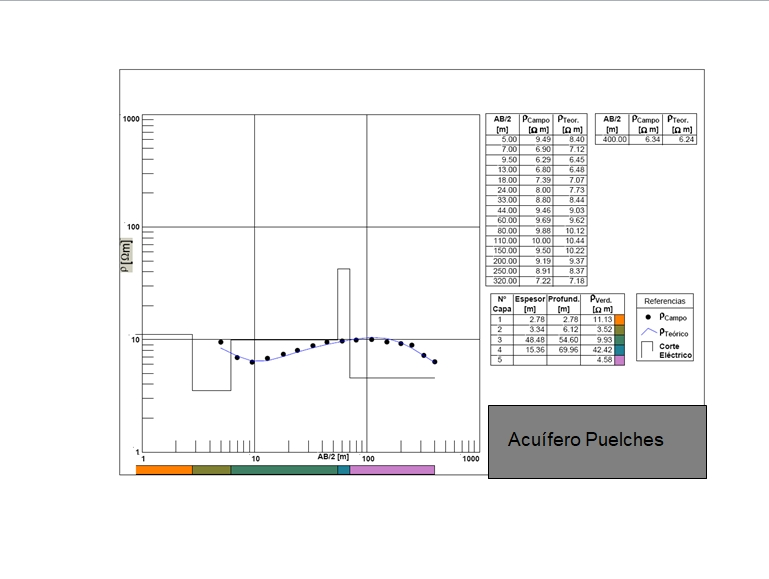 1000
100
10
1
ρ [Ωm]
1 10 100 1000
AB/2 [m]
AB/2 ρCampo ρTeor.
[m] [Ω m] [Ω m]
5.00 9.49 8.40
7.00 6.90 7.12
9.50 6.29 6.45
13.00 6.80 6.48
18.00 7.39 7.07
24.00 8.00 7.73
33.00 8.80 8.44
44.00 9.46 9.03
60.00 9.69 9.62
80.00 9.88 10.12
110.00 10.00 10.44
150.00 9.50 10.22
200.00 9.19 9.37
250.00 8.91 8.37
320.00 7.22 7.18
AB/2 ρCampo ρTeor.
[m] [Ω m] [Ω m]
400.00 6.34 6.24
Nº Espesor Profund. ρVerd.
Capa [m] [m] [Ω m]
1 2.78 2.78 11.13
2 3.34 6.12 3.52
3 48.48 54.60 9.93
4 15.36 69.96 42.42
5 4.58
Referencias
ρCampo
ρTeórico
Corte
Eléctrico
Acuífero Puelches